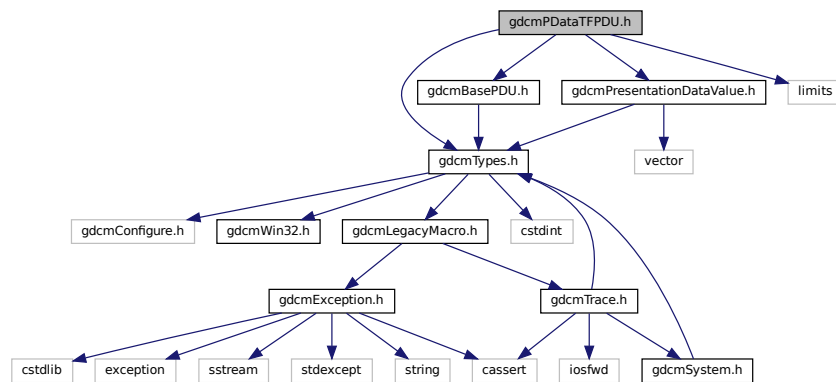 gdcmPDataTFPDU.h
gdcmBasePDU.h
gdcmPresentationDataValue.h
limits
gdcmTypes.h
vector
gdcmConfigure.h
gdcmWin32.h
gdcmLegacyMacro.h
cstdint
gdcmException.h
gdcmTrace.h
cstdlib
exception
sstream
stdexcept
string
cassert
iosfwd
gdcmSystem.h